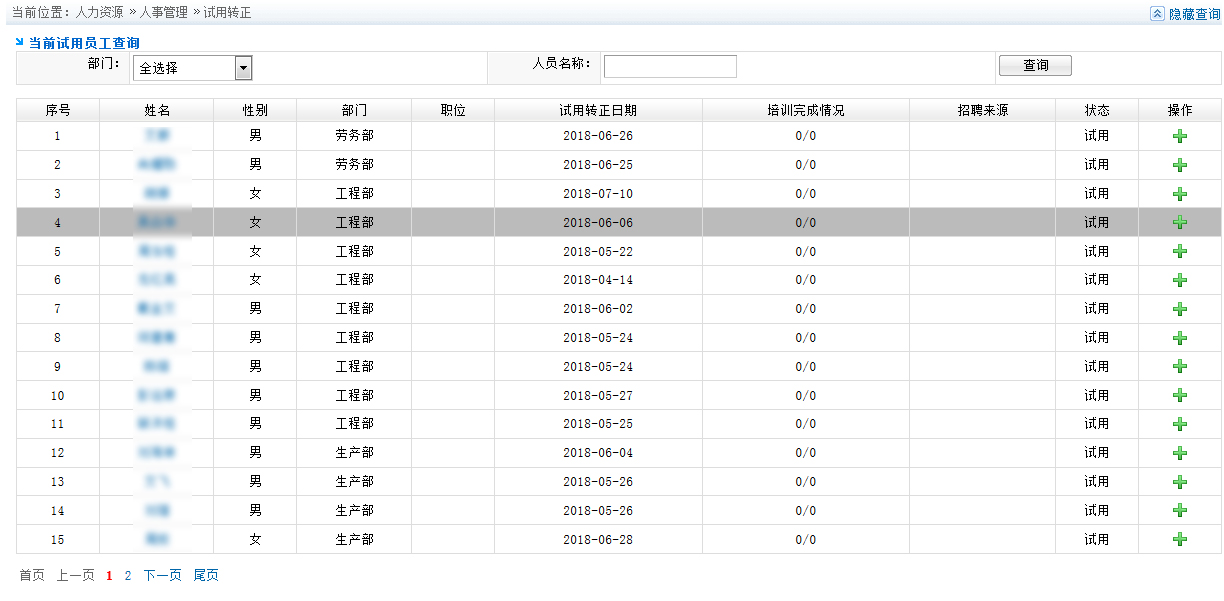 当前位置：人力资源 » 人事管理 » 试用转正 隐藏查询
当前试用员工查询
部门： 全选择 人员名称： 查询
序号 姓名 性别 部门 职位 试用转正日期 培训完成情况 招聘来源 状态 操作
1 男 劳务部 2018-06-26 0/0 试用
2 男 劳务部 2018-06-25 0/0 试用
3 女 工程部 2018-07-10 0/0 试用
4 女 工程部 2018-06-06 0/0 试用
5 女 工程部 2018-05-22 0/0 试用
6 女 工程部 2018-04-14 0/0 试用
7 男 工程部 2018-06-02 0/0 试用
8 男 工程部 2018-05-24 0/0 试用
9 男 工程部 2018-05-24 0/0 试用
10 男 工程部 2018-05-27 0/0 试用
11 男 工程部 2018-05-25 0/0 试用
12 男 生产部 2018-06-04 0/0 试用
13 男 生产部 2018-05-26 0/0 试用
14 男 生产部 2018-05-26 0/0 试用
15 女 生产部 2018-06-28 0/0 试用
首页 上一页 1 2 下一页 尾页